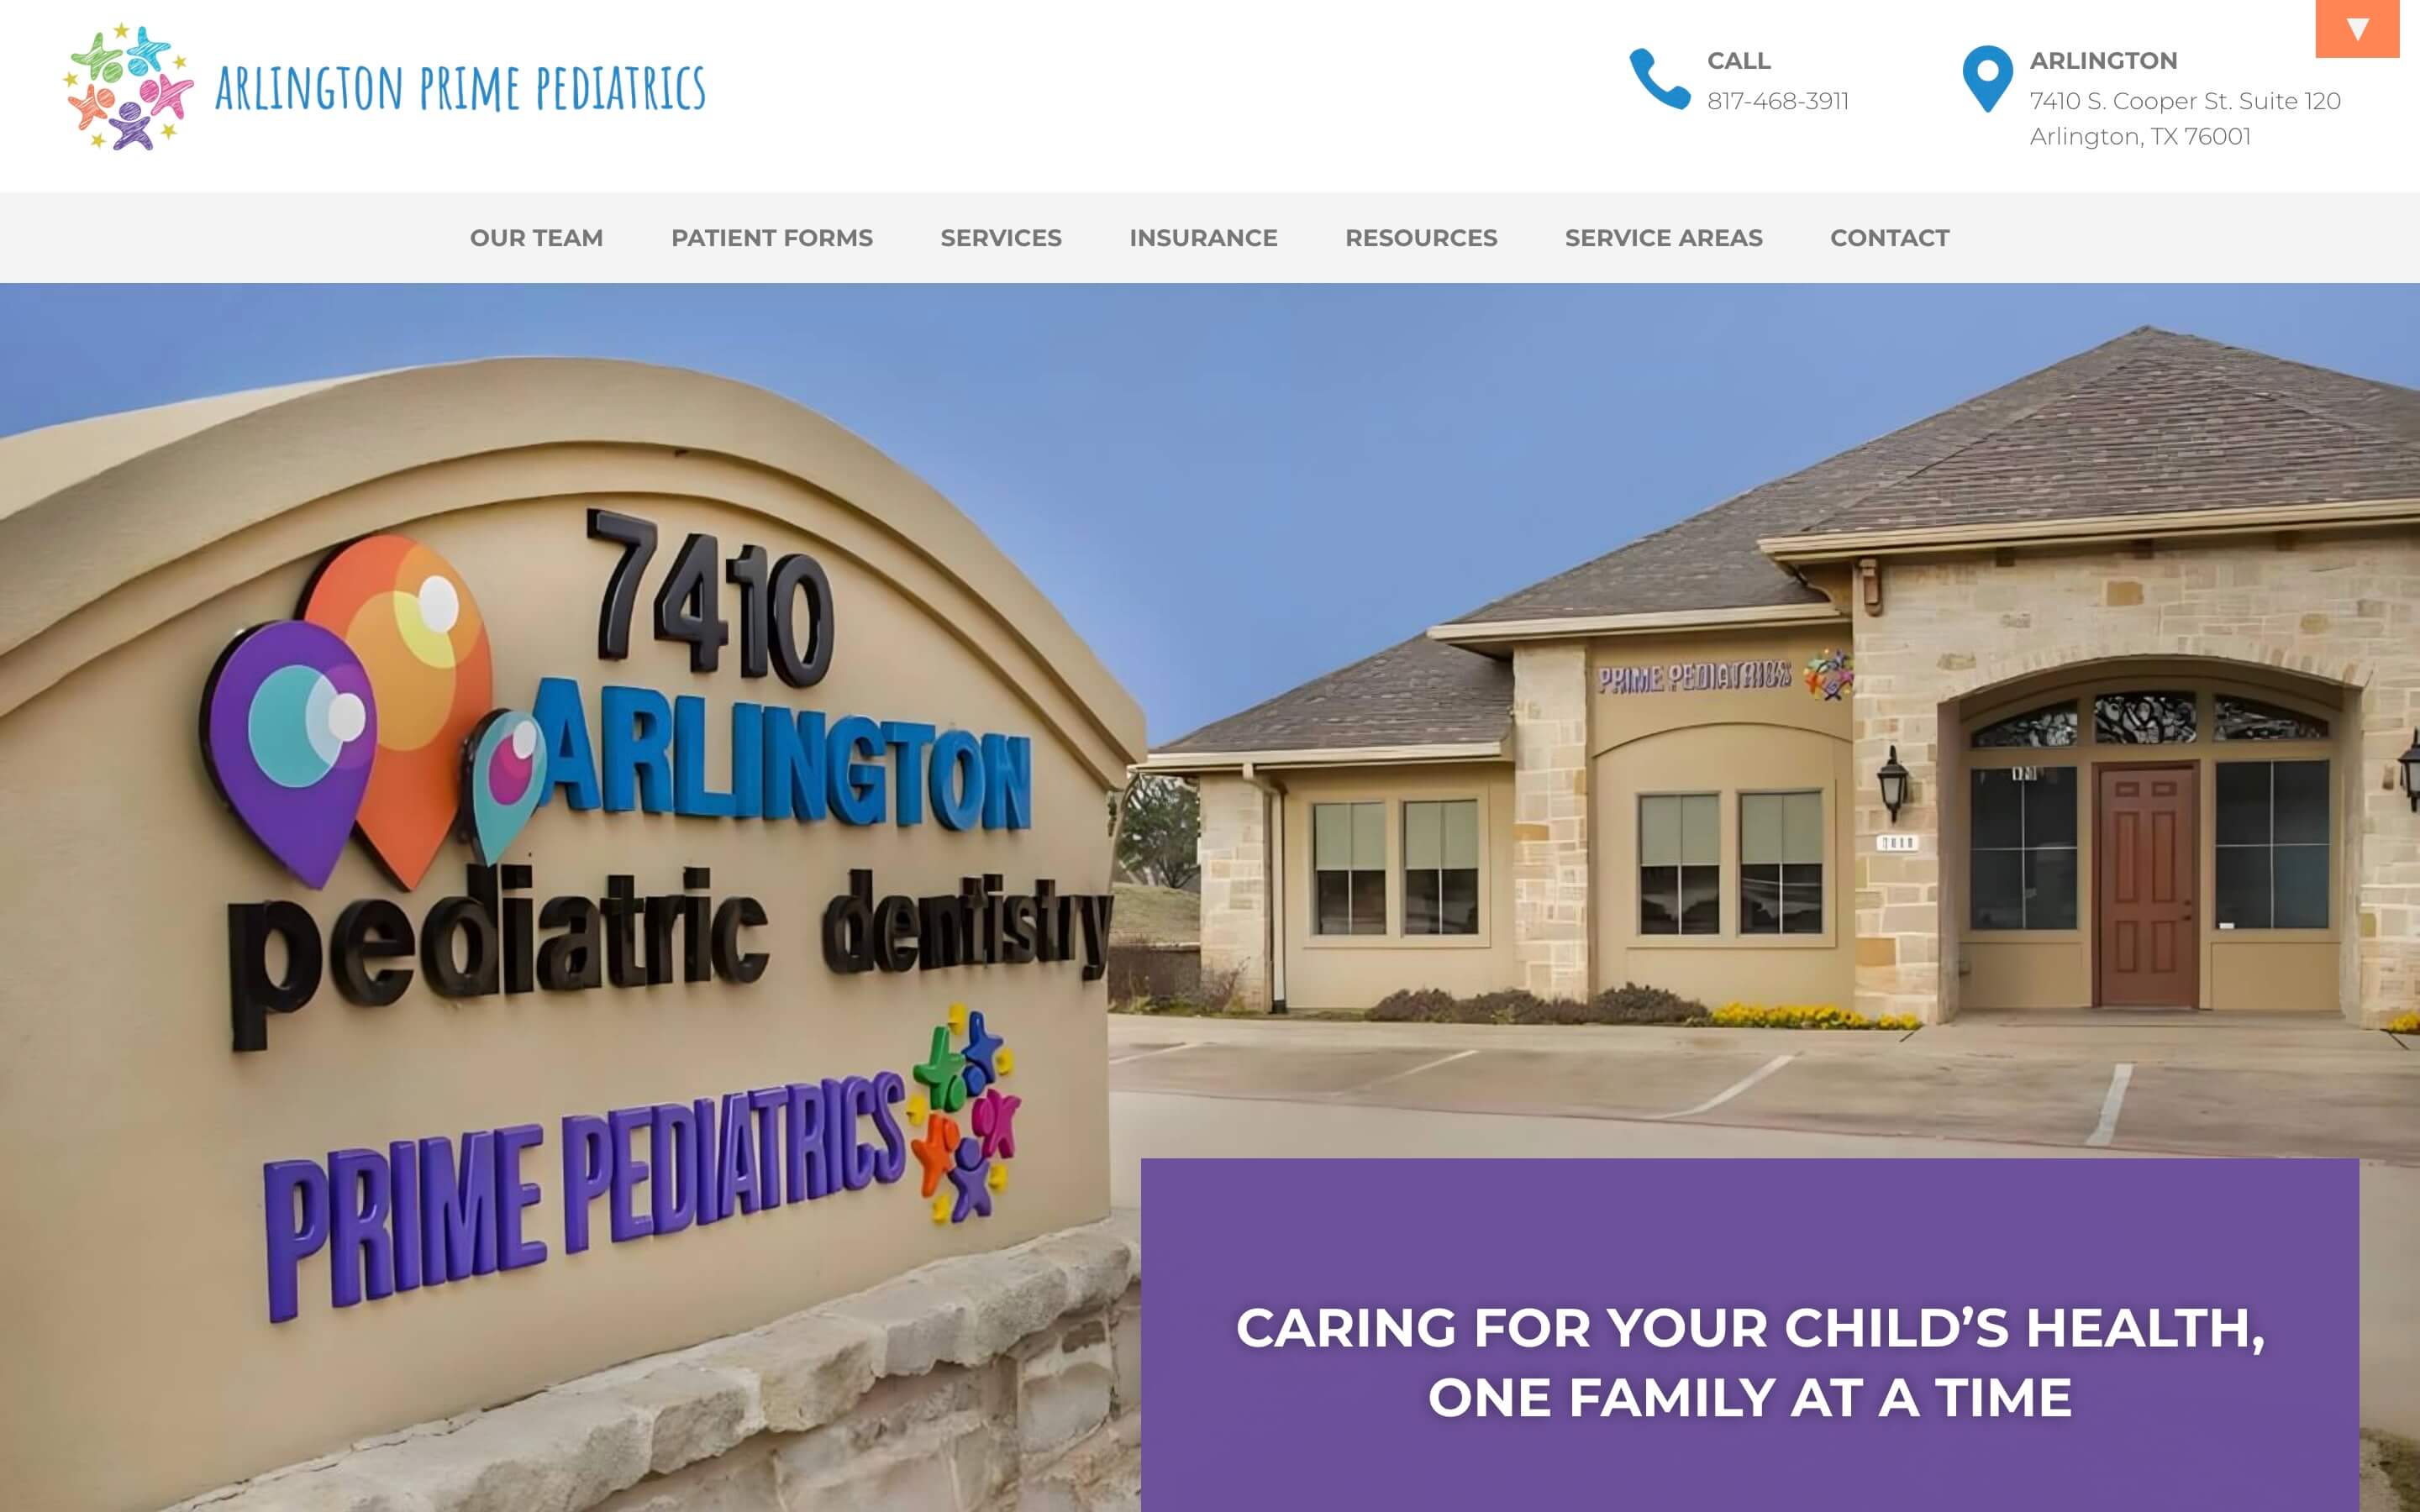 ARLINGTON PRIME PEDIATRICS
CALL
817-468-3911
ARLINGTON
7410 S. Cooper St. Suite 120
Arlington, TX 76001
OUR TEAM
PATIENT FORMS
SERVICES
INSURANCE
RESOURCES
SERVICE AREAS
CONTACT
7410
ARLINGTON
pediatric dentistry
PRIME PEDIATRICS
PRIME PEDIATRICS
CARING FOR YOUR CHILD’S HEALTH,
ONE FAMILY AT A TIME